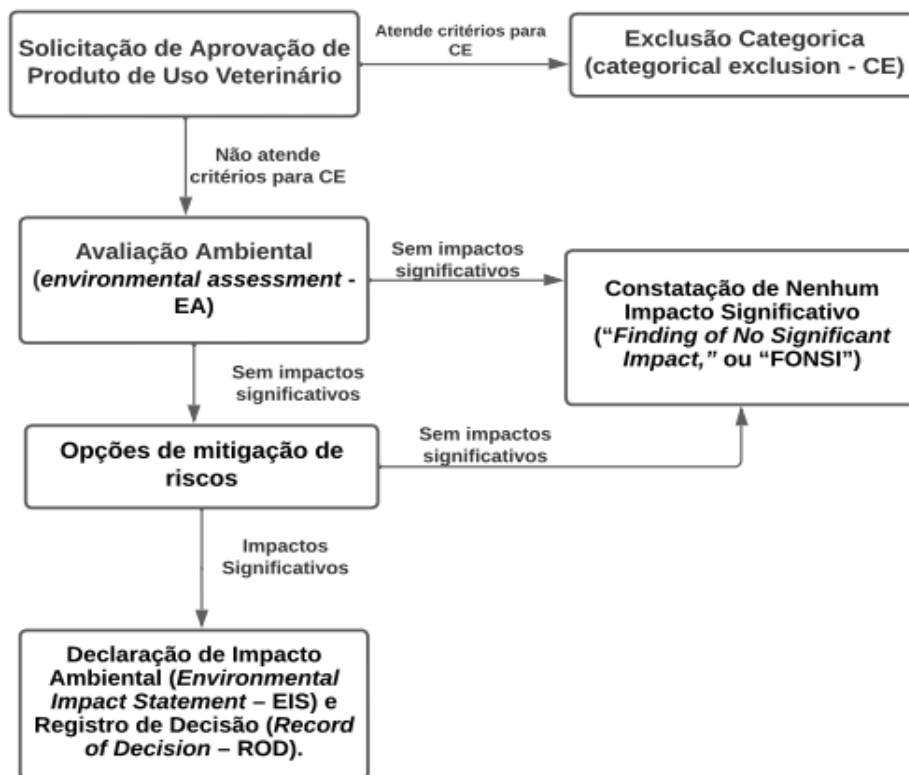 Solicitação de Aprovação de
Produto de Uso Veterinário
Atende critérios para
CE
Exclusão Categorica
(categorical exclusion - CE)
Não atende
critérios para CE
Avaliação Ambiental
(environmental assessment -
EA)
Sem impactos
significativos
Constatação de Nenhum
Impacto Significativo
(“Finding of No Significant
Impact,” ou “FONSI”)
Sem impactos
significativos
Opções de mitigação de
riscos
Sem impactos
significativos
Impactos
Significativos
Declaração de Impacto
Ambiental (Environmental
Impact Statement – EIS) e
Registro de Decisão (Record
of Decision – ROD).